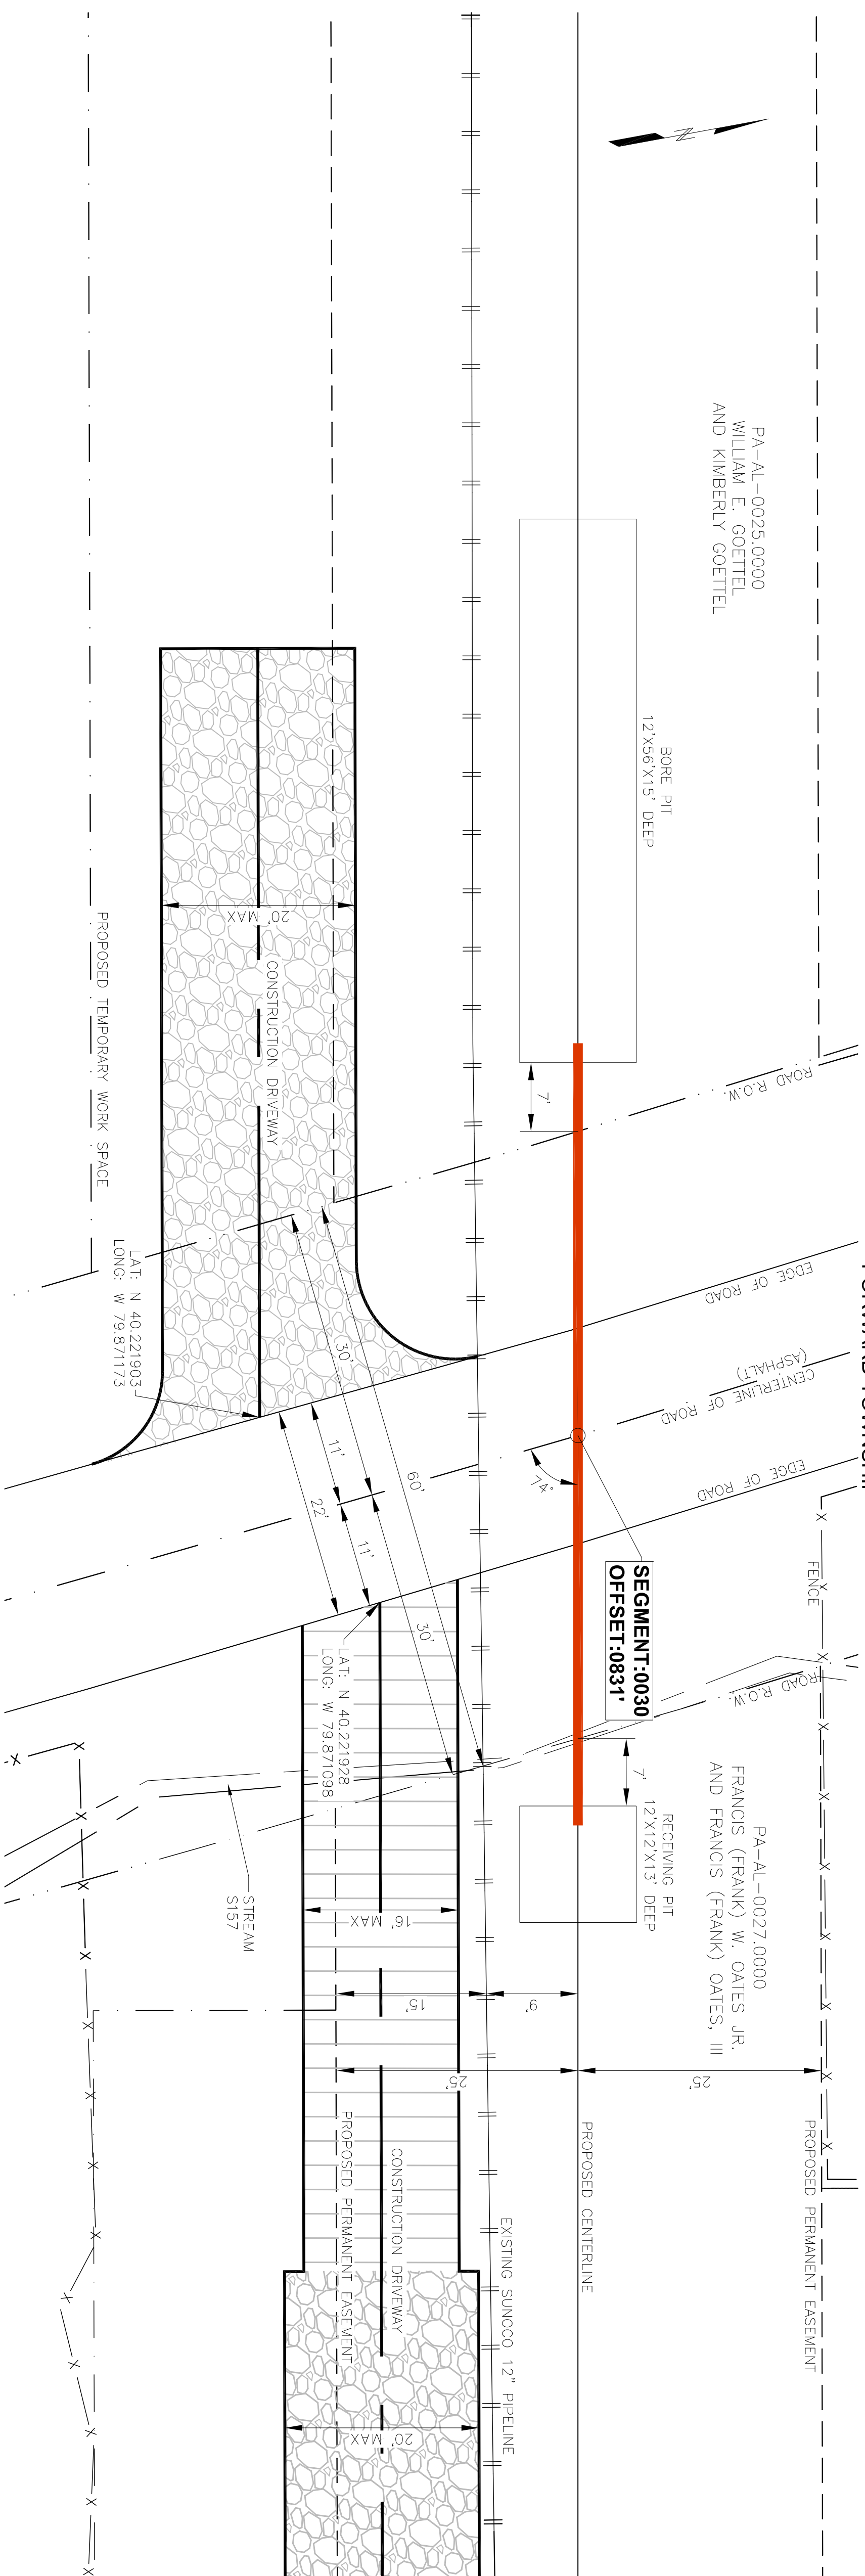 N
PA-AL-0025.0000
WILLIAM E. GOETTEL
AND KIMBERLY GOETTEL
BORE PIT
12'X56'X15' DEEP
20' MAX
CONSTRUCTION DRIVEWAY
PROPOSED TEMPORARY WORK SPACE
7'
ROAD R.O.W.
LAT: N 40.221903
LONG: W 79.871173
EDGE OF ROAD
(ASPHALT)
CENTERLINE OF ROAD
EDGE OF ROAD
30'
11'
60'
22'
11'
30'
74°
SEGMENT:0030
OFFSET:0831'
FENCE
ROAD R.O.W.
LAT: N 40.221928
LONG: W 79.871098
7'
RECEIVING PIT
12'X12'X13' DEEP
PA-AL-0027.0000
FRANCIS (FRANK) W. OATES JR.
AND FRANCIS (FRANK) OATES, III
STREAM
S157
16' MAX
15'
9'
25'
25'
PROPOSED CENTERLINE
PROPOSED PERMANENT EASEMENT
PROPOSED PERMANENT EASEMENT
CONSTRUCTION DRIVEWAY
EXISTING SUNOCO 12" PIPELINE
20' MAX